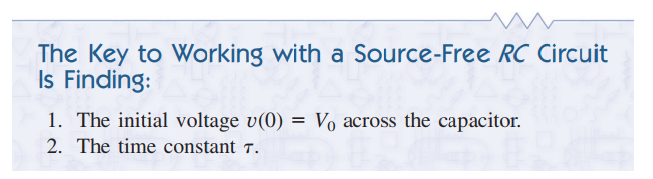 The Key to Working with a Source-Free RC Circuit
Is Finding:
1. The initial voltage v(0) = V₀ across the capacitor.
2. The time constant τ.